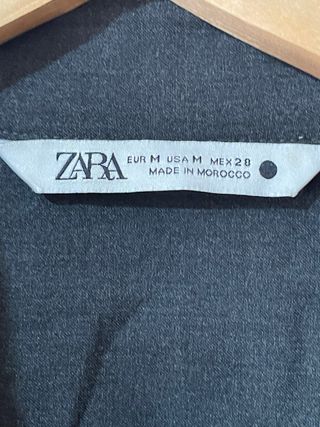 ZARA
EUR M USA M MEX 28
MADE IN MOROCCO